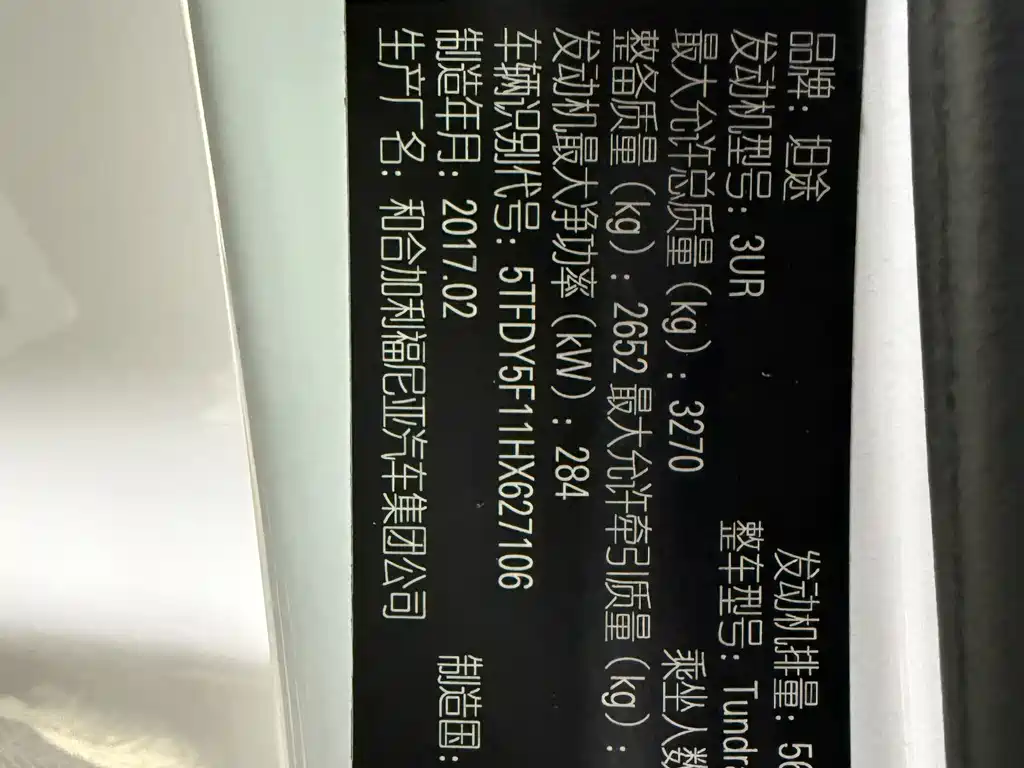 品牌: 坦途 发动机排量: 56
发动机型号: 3UR 整车型号: Tundr
最大允许总质量 (kg) : 3270 乘坐人数
整备质量 (kg) : 2652 最大允许牵引质量 (kg) :
发动机最大净功率 (kW) : 284
车辆识别代号: 5TFDY5F11HX627106
制造年月: 2017.02 制造国:
生产厂名: 和合加利福尼亚汽车集团公司